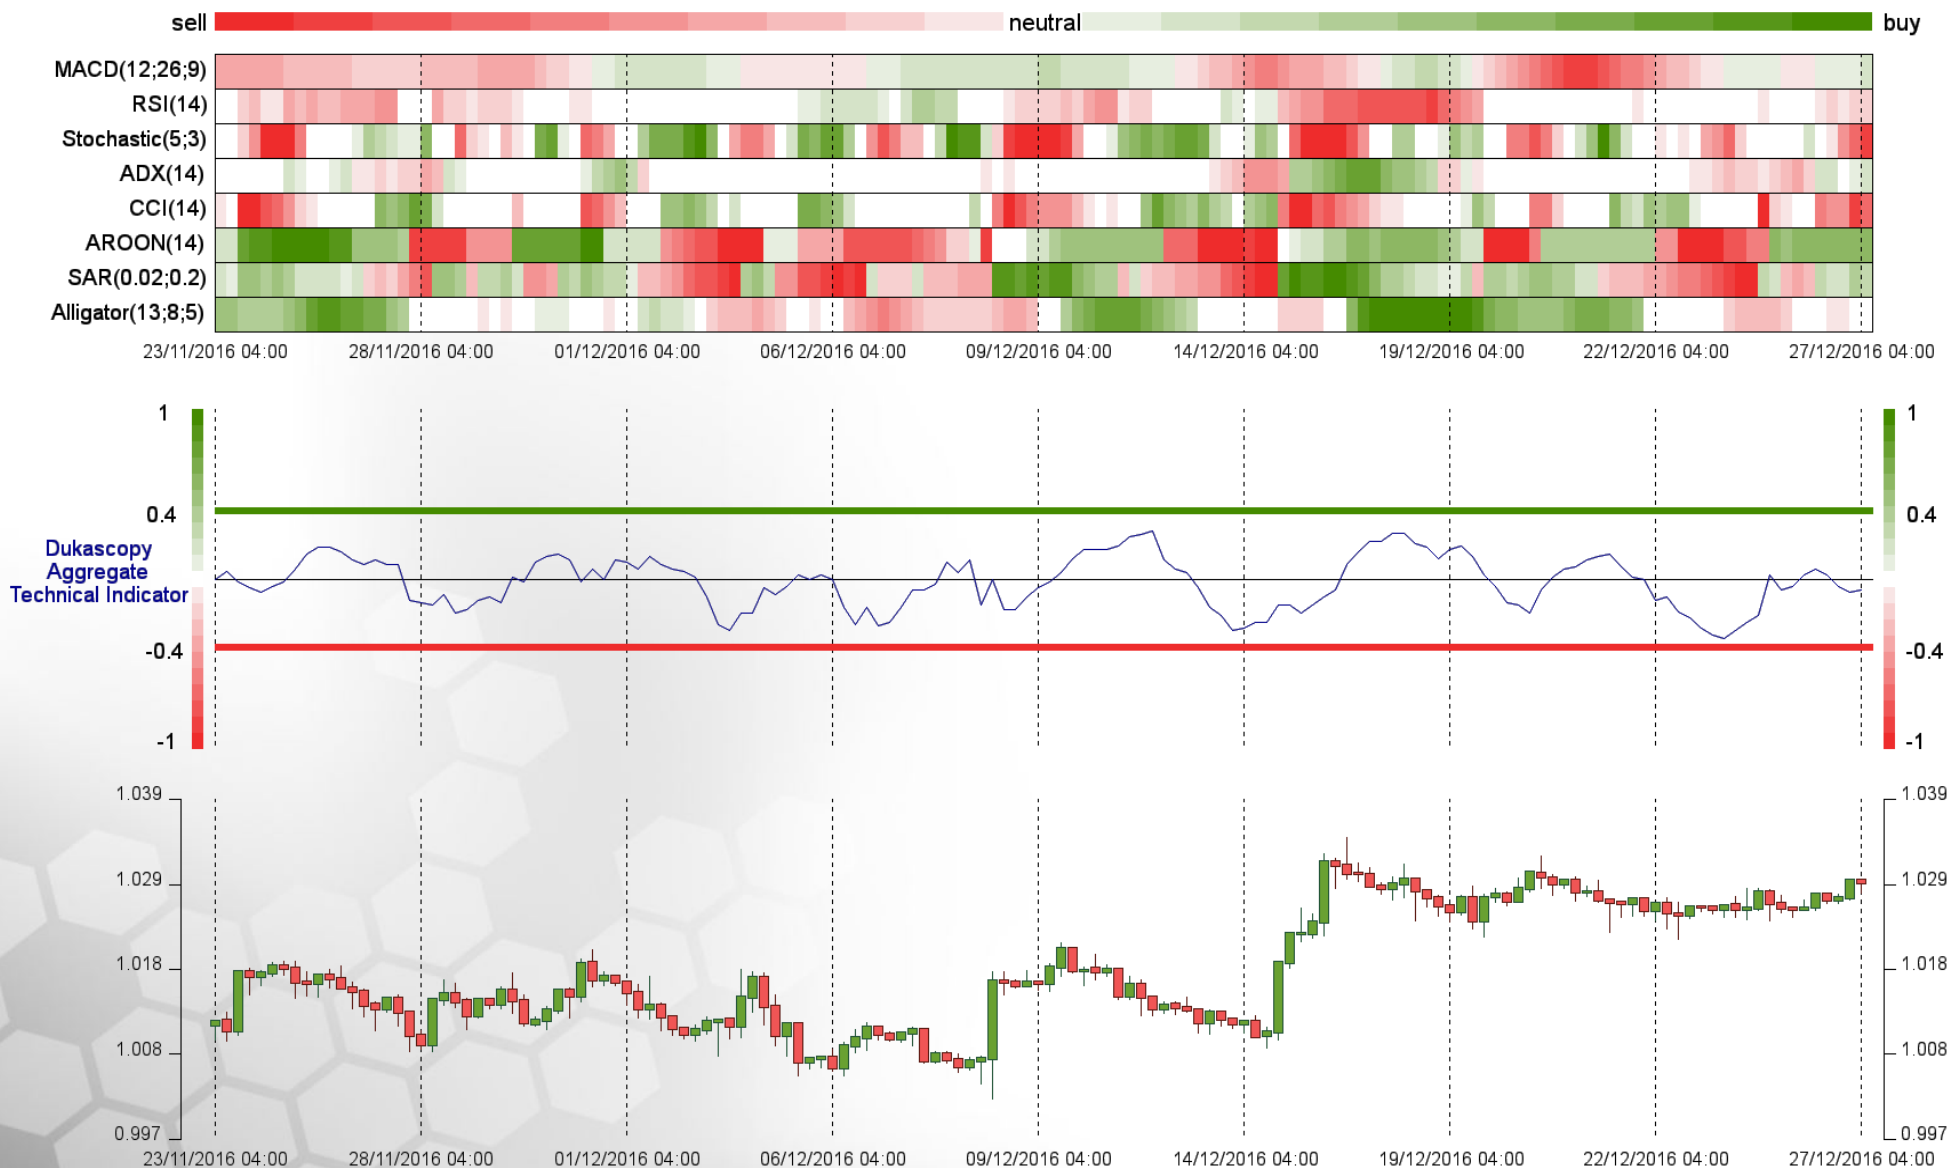 sell neutral buy
MACD(12;26;9)
RSI(14)
Stochastic(5;3)
ADX(14)
CCI(14)
AROON(14)
SAR(0.02;0.2)
Alligator(13;8;5)
23/11/2016 04:00 28/11/2016 04:00 01/12/2016 04:00 06/12/2016 04:00 09/12/2016 04:00 14/12/2016 04:00 19/12/2016 04:00 22/12/2016 04:00 27/12/2016 04:00
1 1
0.4 0.4
Dukascopy
Aggregate
Technical Indicator
-0.4 -0.4
-1 -1
1.039 1.039
1.029 1.029
1.018 1.018
1.008 1.008
0.997 0.997
23/11/2016 04:00 28/11/2016 04:00 01/12/2016 04:00 06/12/2016 04:00 09/12/2016 04:00 14/12/2016 04:00 19/12/2016 04:00 22/12/2016 04:00 27/12/2016 04:00